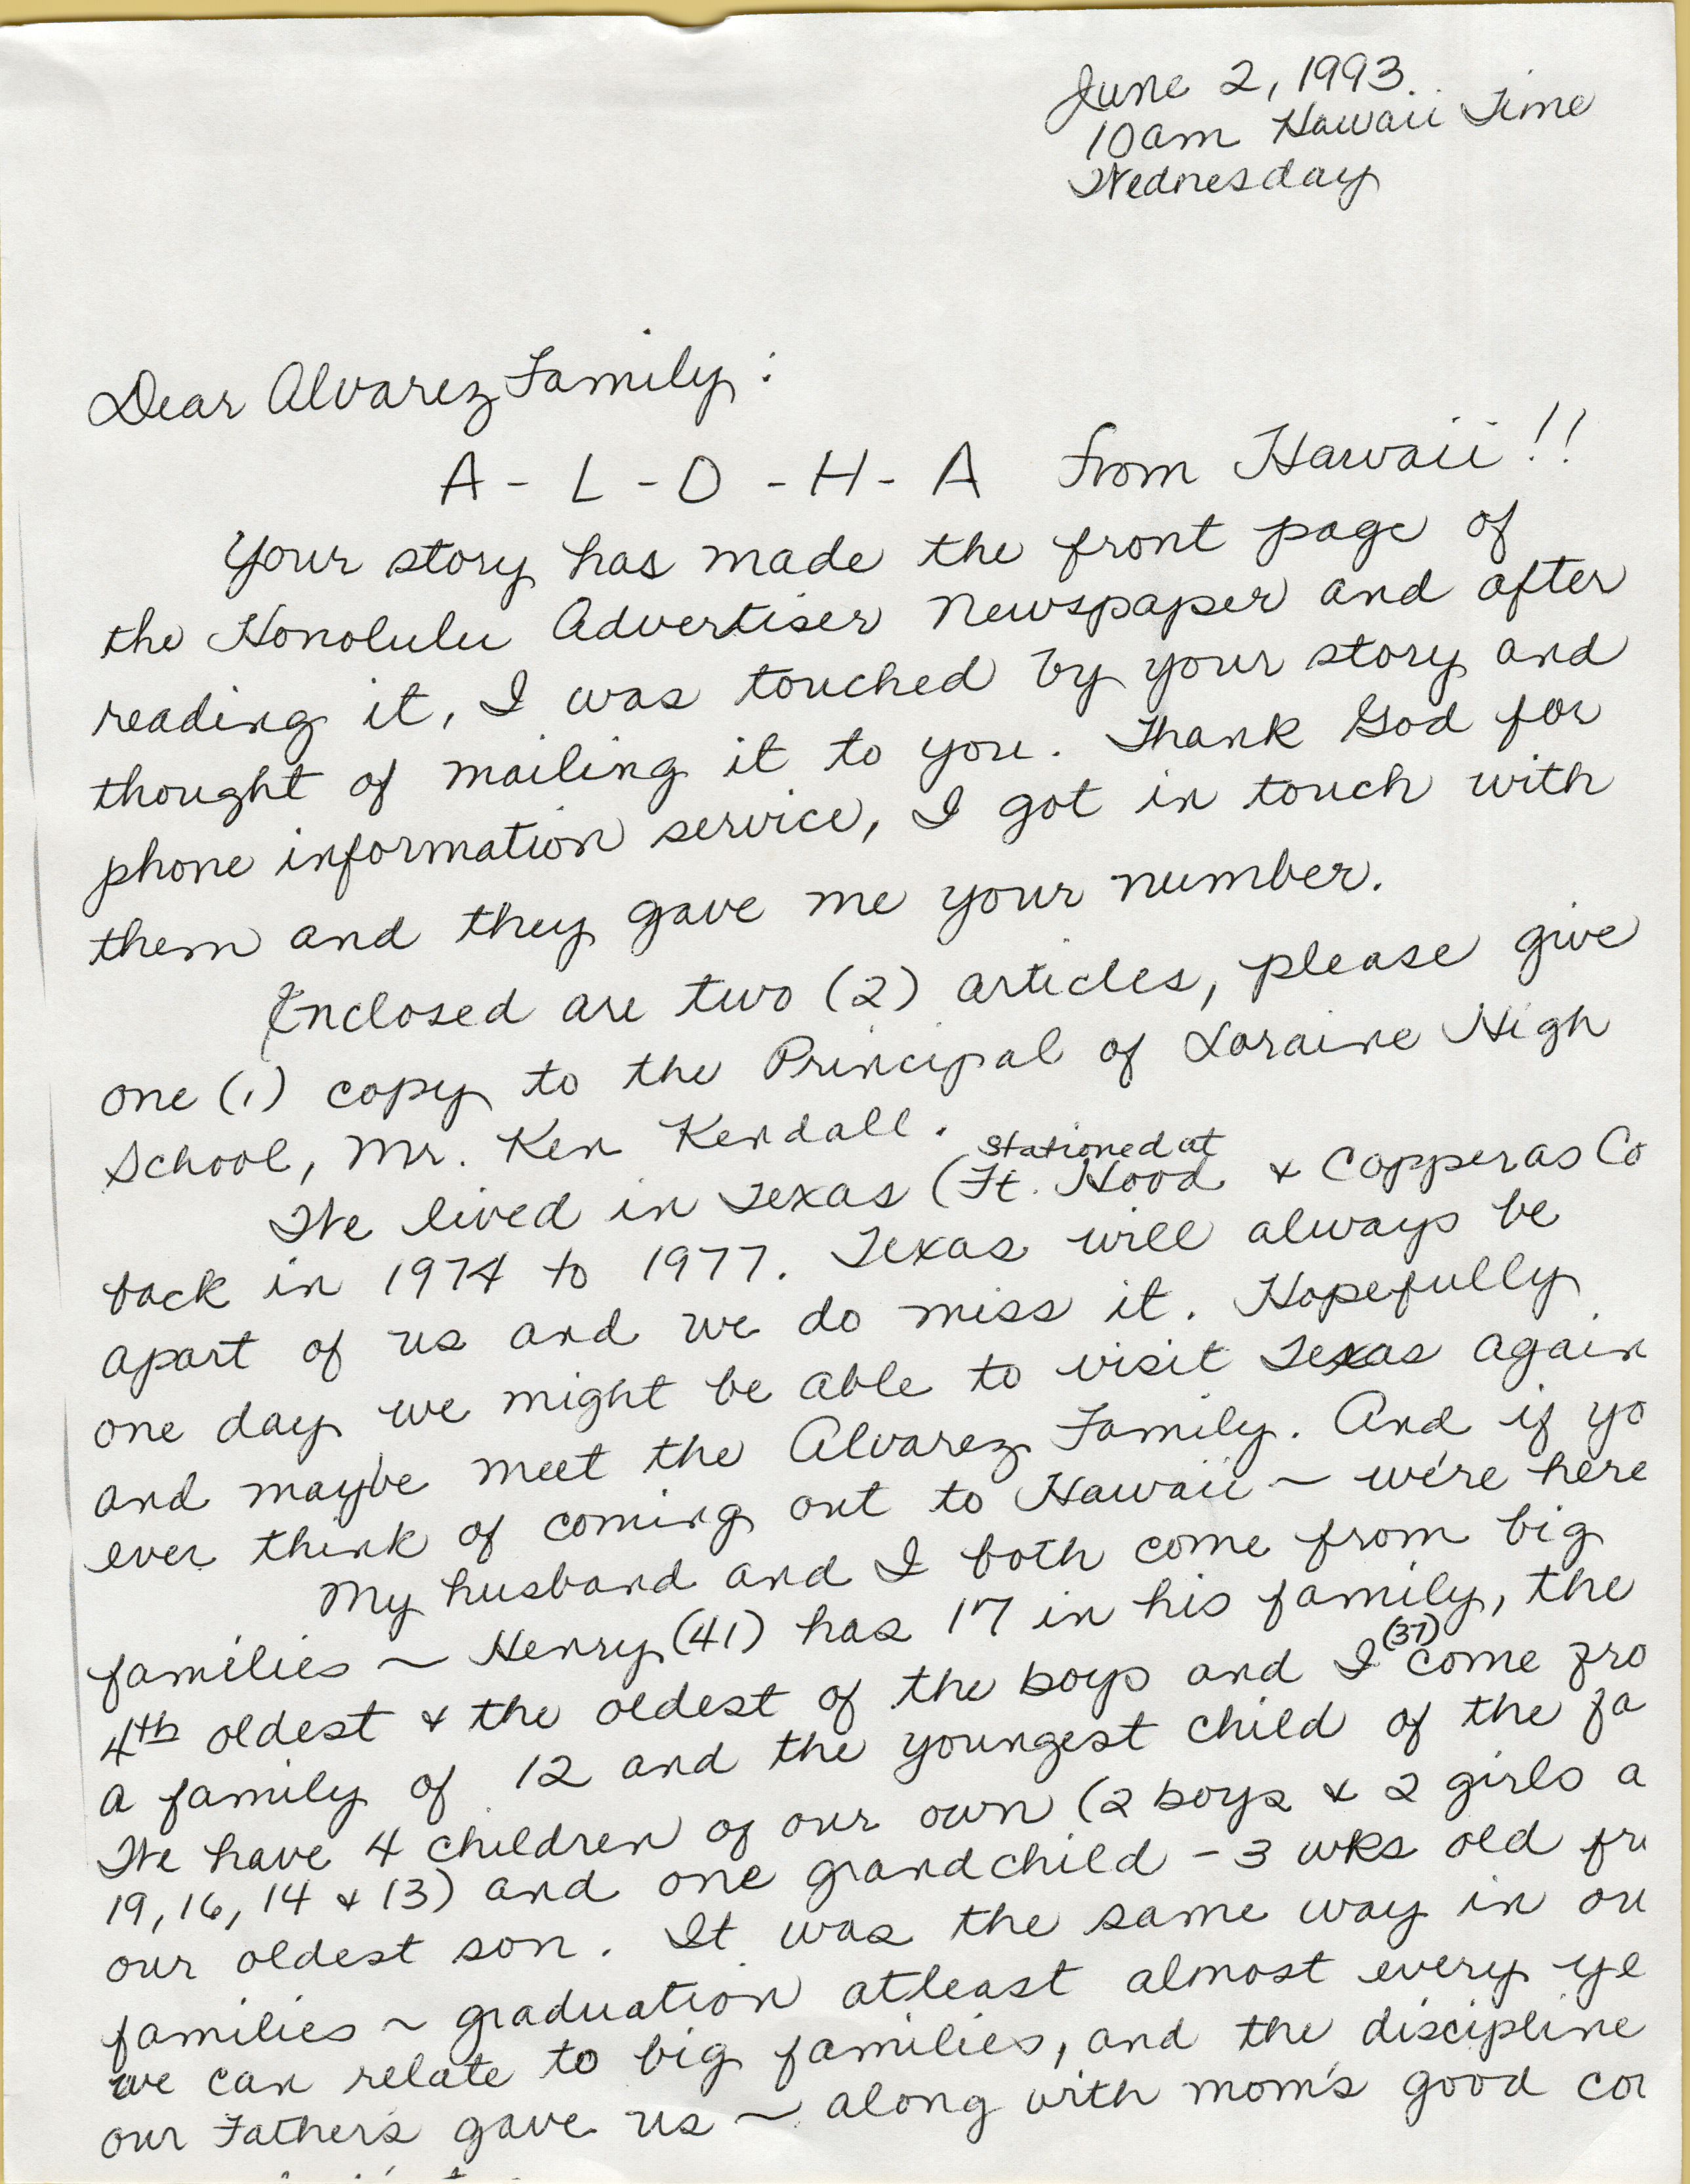 June 2, 1993.
10am Hawaii Time
Wednesday
Dear Alvarez Family:
A - L - O - H - A from Hawaii!!
Your story has made the front page of
the Honolulu Advertiser Newspaper and after
reading it, I was touched by your story and
thought of mailing it to you. Thank God for
phone information service, I got in touch with
them and they gave me your number.
Enclosed are two (2) articles, please give
one (1) copy to the Principal of Loraine High
School, Mr. Ken Kendall.
stationed at
We lived in Texas (Ft. Hood & Copperas Co
back in 1974 to 1977. Texas will always be
apart of us and we do miss it. Hopefully
one day we might be able to visit Texas again
and maybe meet the Alvarez Family. And if yo
ever think of coming out to Hawaii ~ we're here
My husband and I both come from big
families ~ Henry (41) has 17 in his family, the
(37)
4th oldest & the oldest of the boys and I come fro
a family of 12 and the youngest child of the fa
We have 4 children of our own (2 boys & 2 girls a
19, 16, 14 & 13) and one grandchild - 3 wks old fr
our oldest son. It was the same way in ou
families ~ graduation atleast almost every ye
we can relate to big families, and the discipline
our Father's gave us ~ along with mom's good co